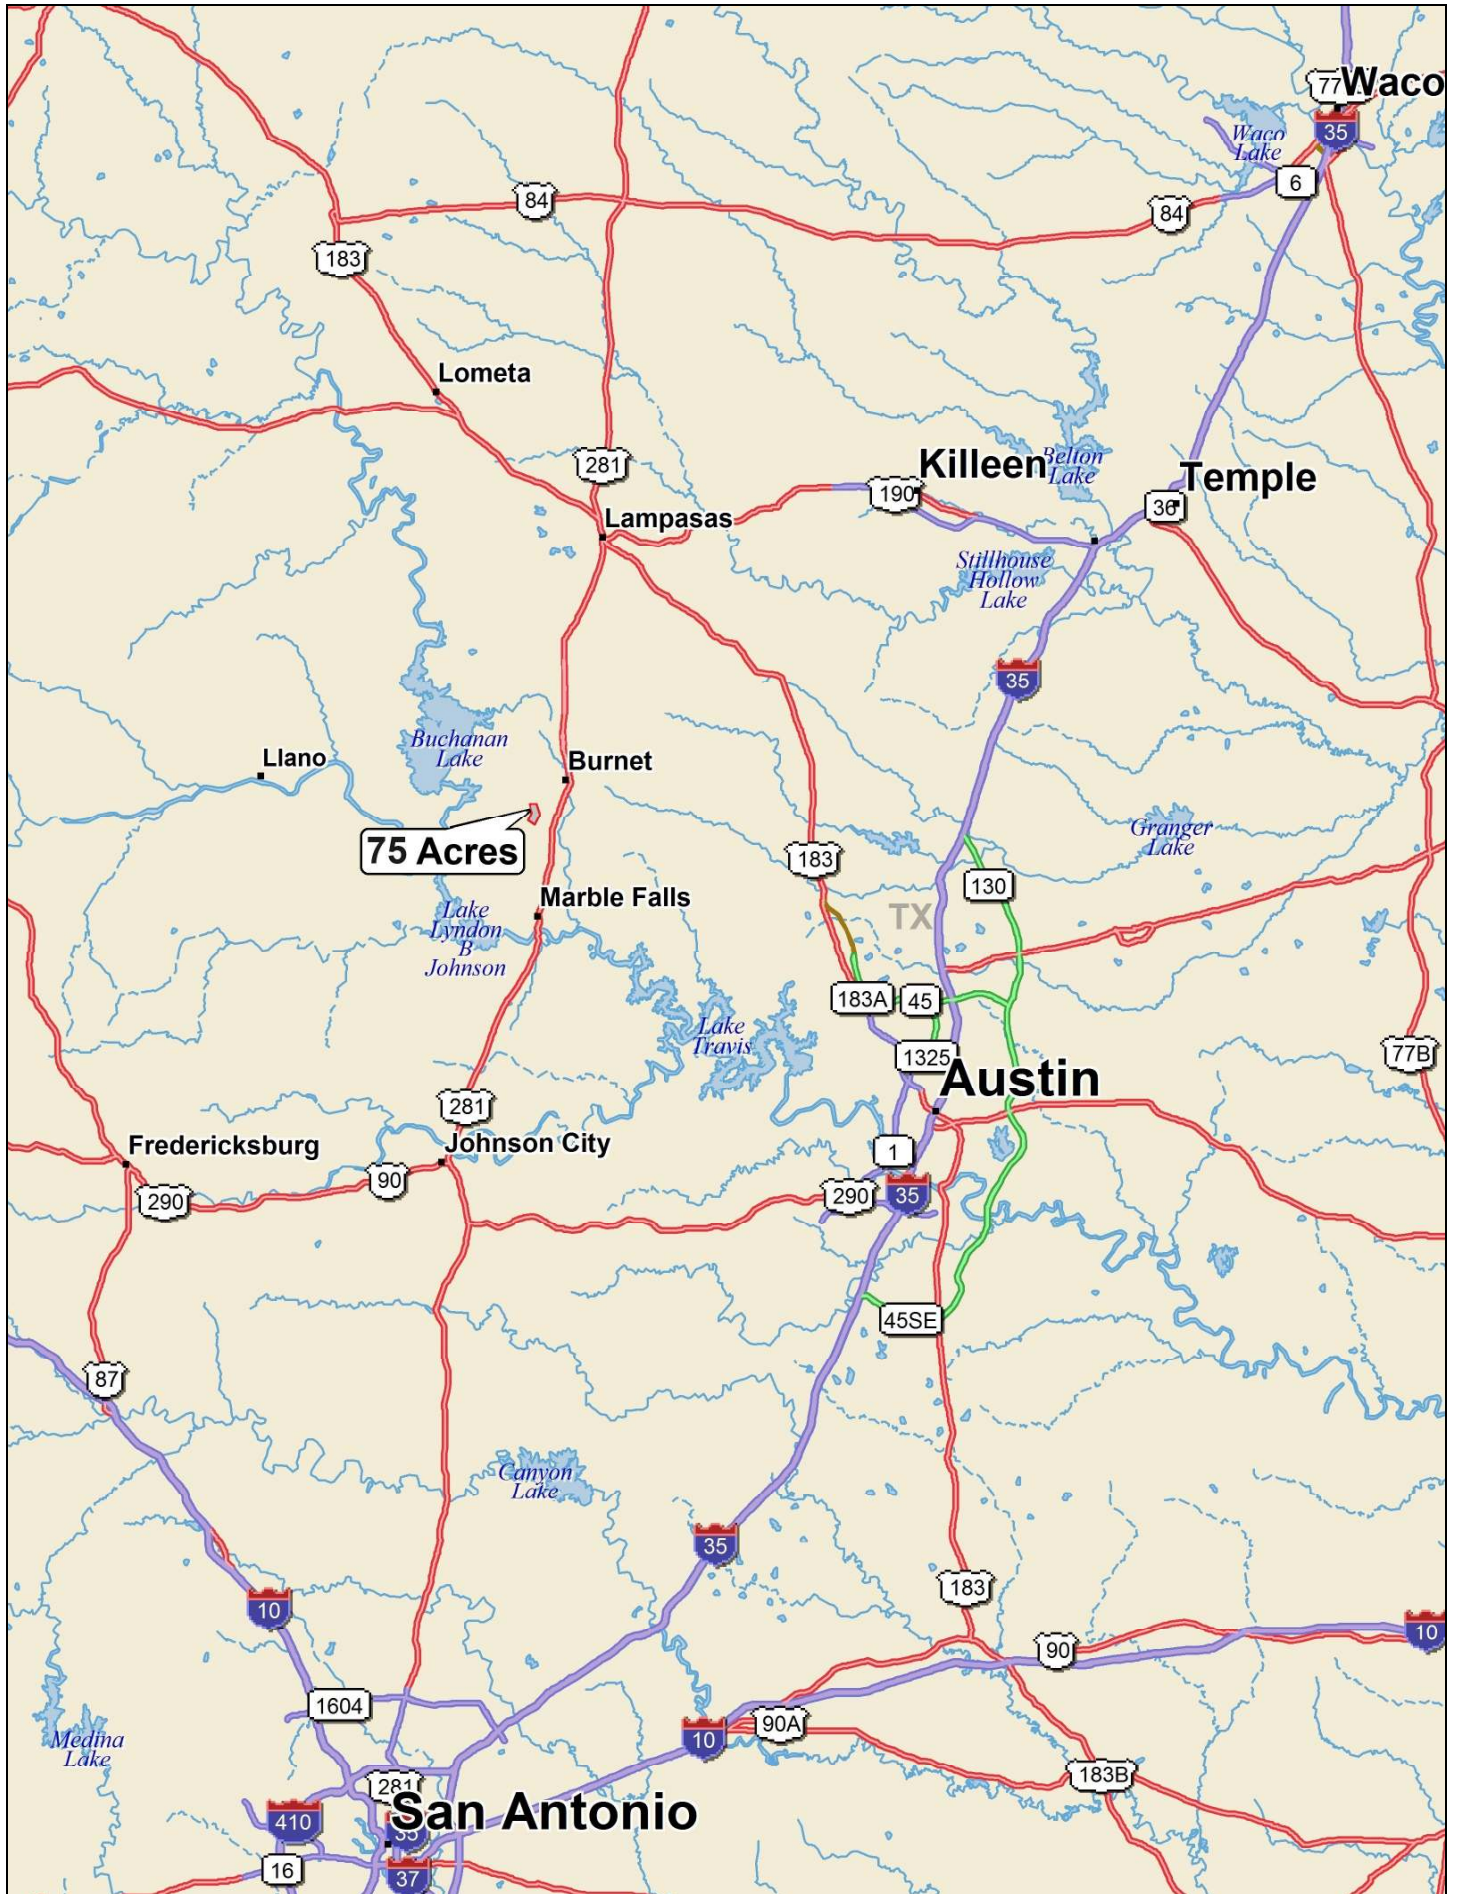 77
Waco
Waco
Lake
35
6
84
84
183
Lometa
281
Killeen
Belton
Lake
190
Temple
36
Lampasas
Stillhouse
Hollow
Lake
35
Buchanan
Lake
Llano
Burnet
75 Acres
Granger
Lake
183
130
TX
Marble Falls
Lake
Lyndon
B
Johnson
183A
45
Lake
Travis
1325
Austin
77B
281
Fredericksburg
Johnson City
1
90
290
290
35
45SE
87
Canyon
Lake
35
10
183
90
10
1604
90A
10
Medina
Lake
183B
281
San Antonio
410
35
16
37